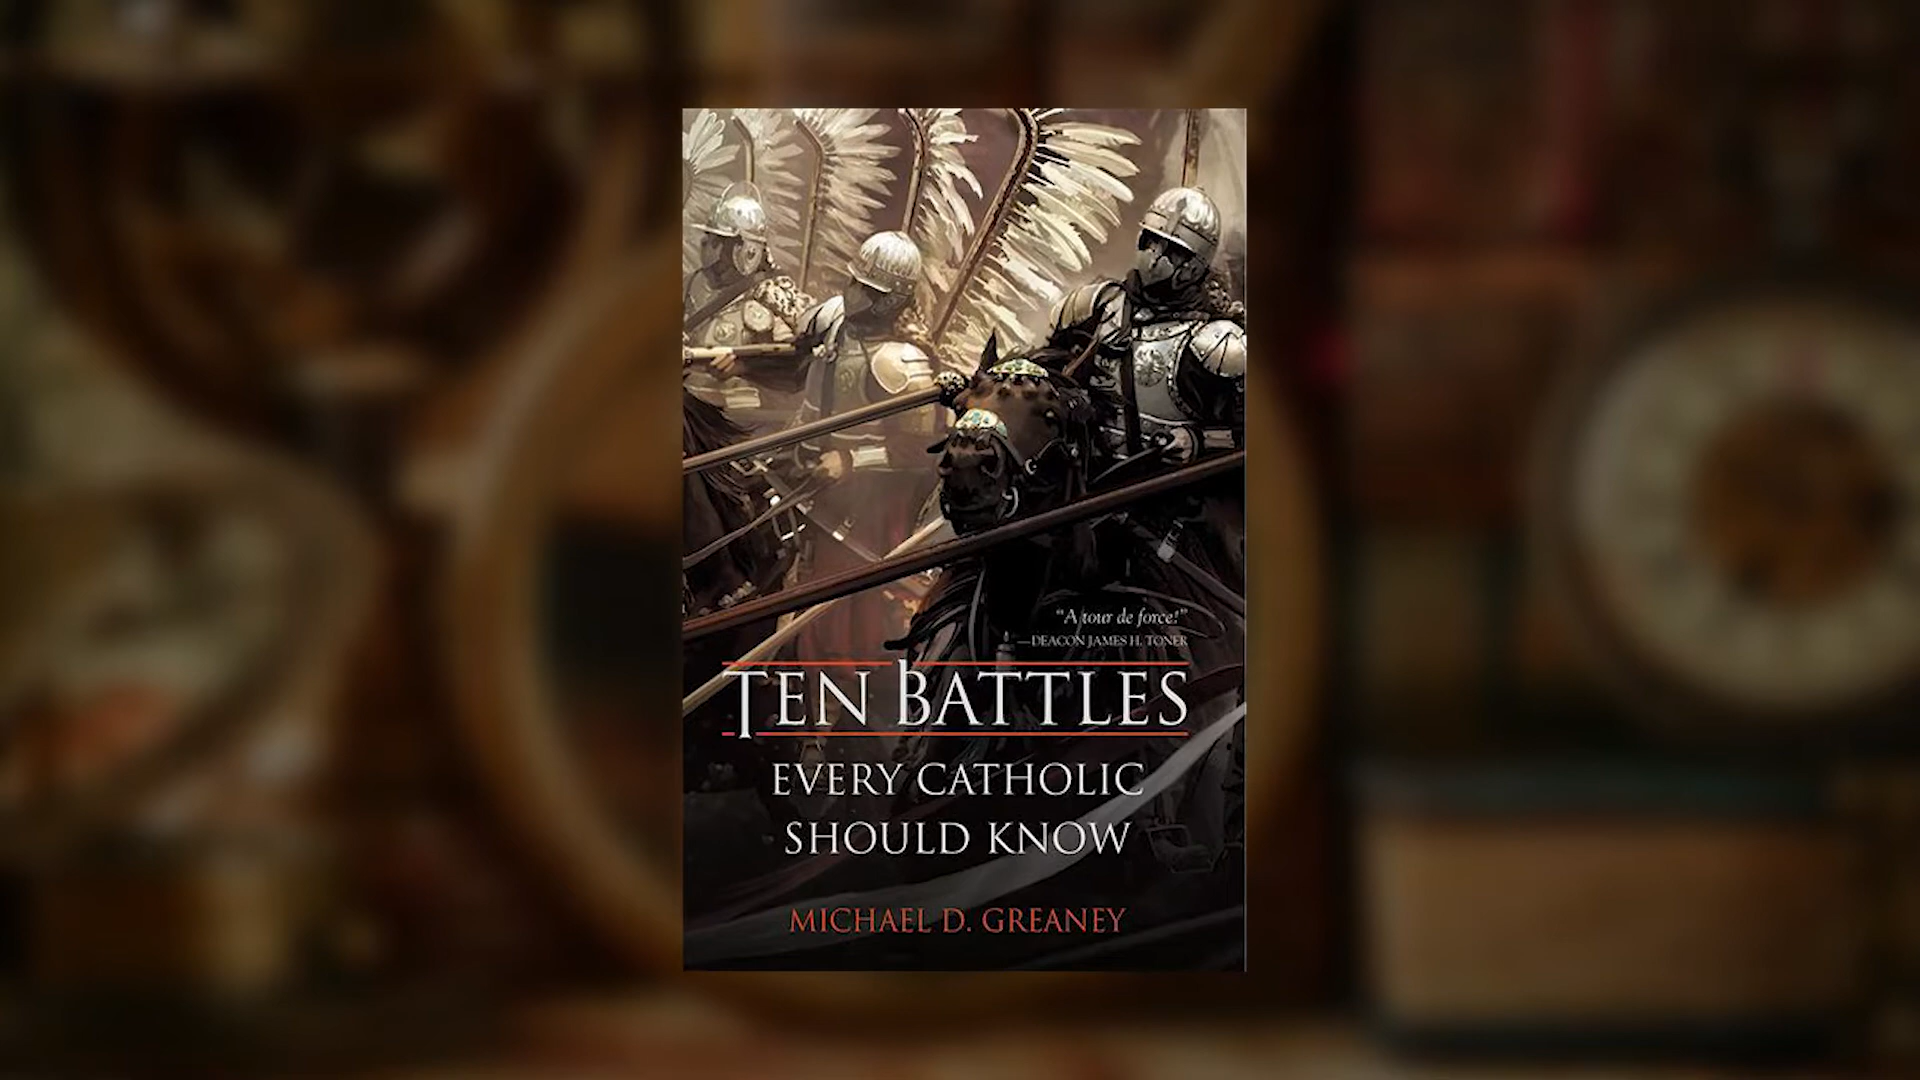 “A tour de force!”
—DEACON JAMES H. TONER
TEN BATTLES
EVERY CATHOLIC
SHOULD KNOW
MICHAEL D. GREANEY